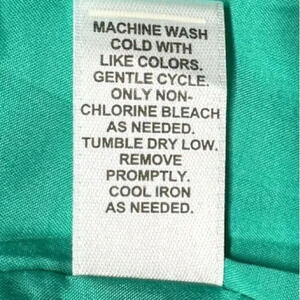 MACHINE WASH
COLD WITH
LIKE COLORS.
GENTLE CYCLE.
ONLY NON-
CHLORINE BLEACH
AS NEEDED.
TUMBLE DRY LOW.
REMOVE
PROMPTLY.
COOL IRON
AS NEEDED.